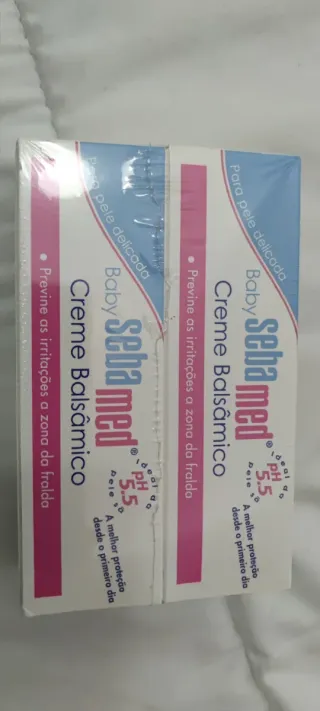 Para pele delicada
Baby sebamed®
Creme Balsâmico
• Previne as irritações a zona da fralda
pH
5.5
A melhor proteção
desde o primeiro dia
Para pele delicada
Baby sebamed®
Creme Balsâmico
• Previne as irritações a zona da fralda
pH
5.5
A melhor proteção
desde o primeiro dia